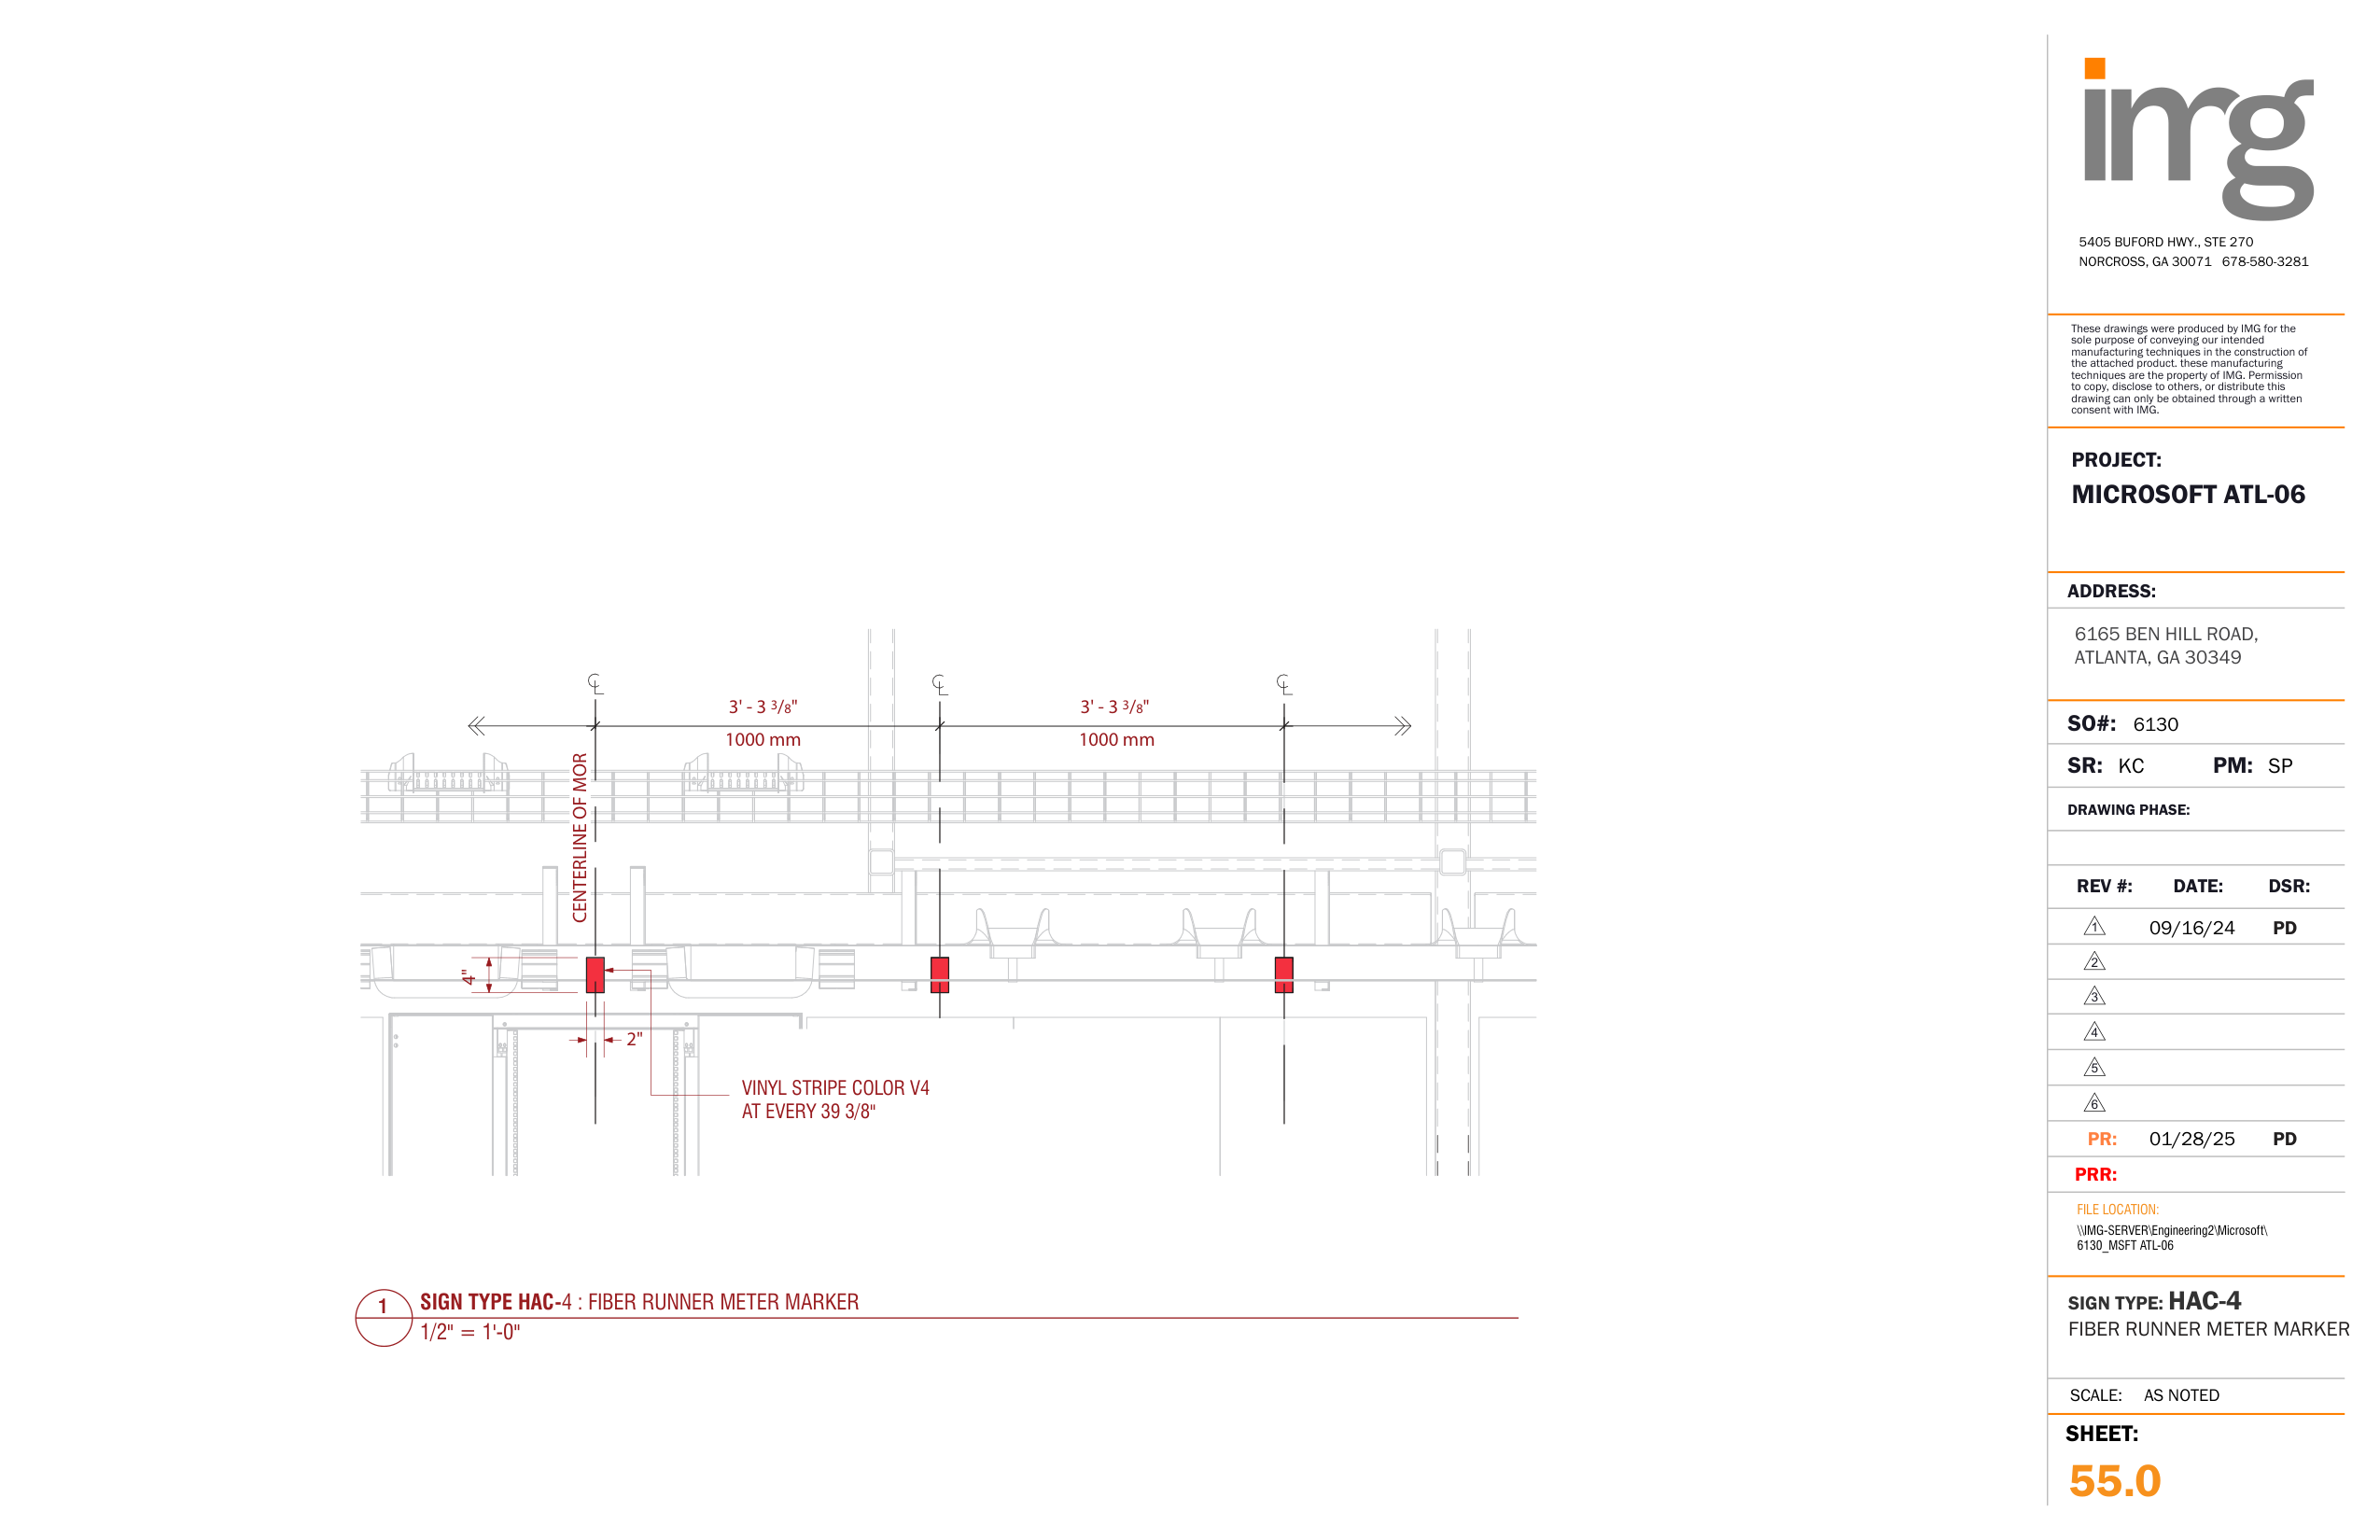 ℄
℄
℄
3' - 3 3/8"
3' - 3 3/8"
1000 mm
1000 mm
CENTERLINE OF MOR
4"
2"
VINYL STRIPE COLOR V4
AT EVERY 39 3/8"
1
SIGN TYPE HAC-4 : FIBER RUNNER METER MARKER
1/2" = 1'-0"
img
5405 BUFORD HWY., STE 270
NORCROSS, GA 30071 678-580-3281
These drawings were produced by IMG for the
sole purpose of conveying our intended
manufacturing techniques in the construction of
the attached product. these manufacturing
techniques are the property of IMG. Permission
to copy, disclose to others, or distribute this
drawing can only be obtained through a written
consent with IMG.
PROJECT:
MICROSOFT ATL-06
ADDRESS:
6165 BEN HILL ROAD,
ATLANTA, GA 30349
SO#: 6130
SR: KC PM: SP
DRAWING PHASE:
REV #: DATE: DSR:
1 09/16/24 PD
2
3
4
5
6
PR: 01/28/25 PD
PRR:
FILE LOCATION:
\\IMG-SERVER\Engineering2\Microsoft\
6130_MSFT ATL-06
SIGN TYPE: HAC-4
FIBER RUNNER METER MARKER
SCALE: AS NOTED
SHEET:
55.0